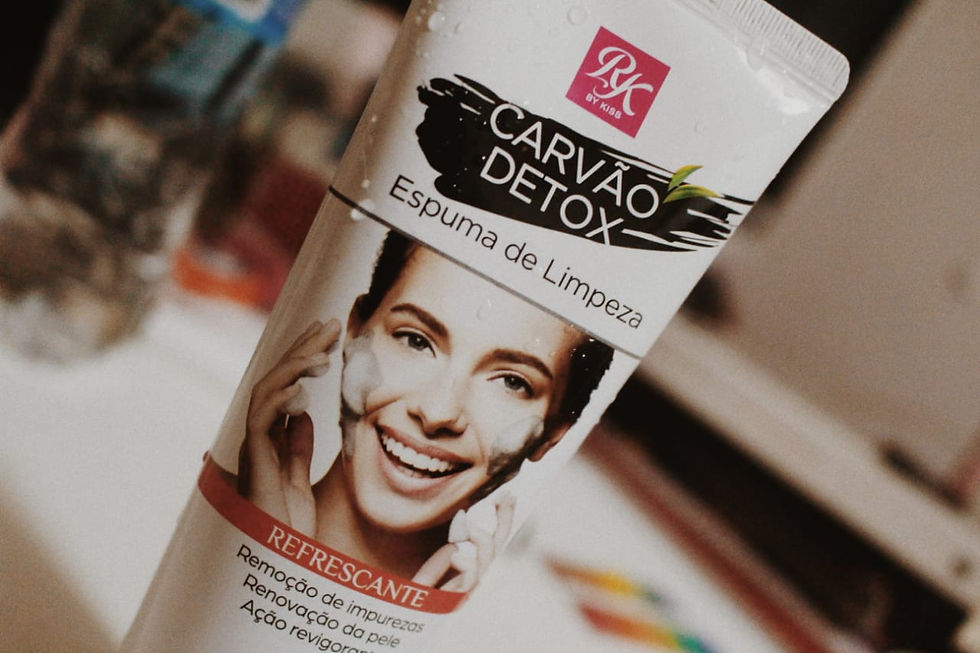 RK
BY KISS
CARVÃO
DETOX
Espuma de Limpeza
REFRESCANTE
Remoção de impurezas
Renovação da pele
Ação